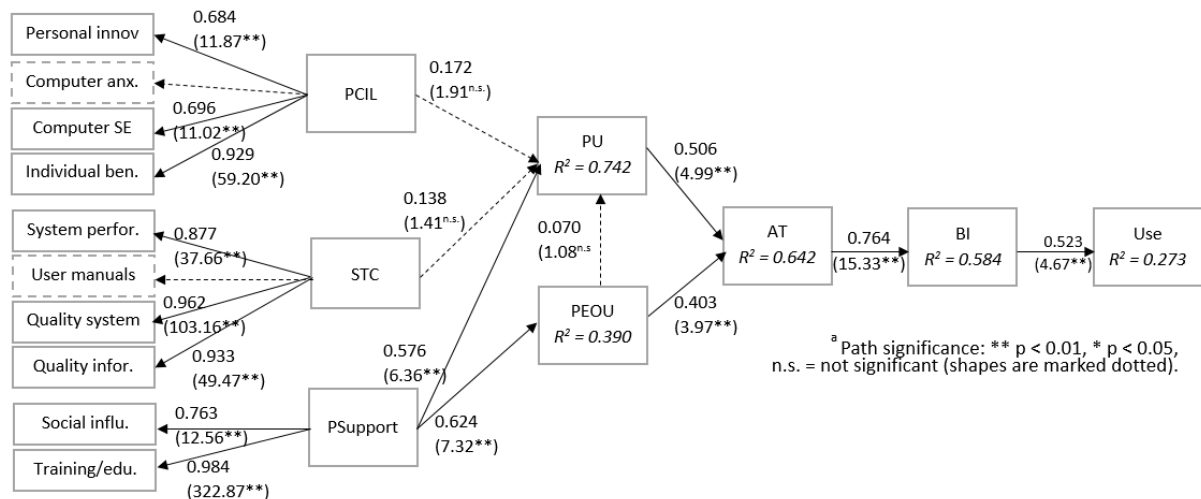 Personal innov
0.684
(11.87**)
Computer anx.
Computer SE
0.696
(11.02**)
Individual ben.
0.929
(59.20**)
PCIL
0.172
(1.91n.s.)
System perfor.
0.877
(37.66**)
User manuals
Quality system
0.962
(103.16**)
Quality infor.
0.933
(49.47**)
STC
0.138
(1.41n.s.)
Social influ.
0.763
(12.56**)
Training/edu.
0.984
(322.87**)
PSupport
0.576
(6.36**)
0.624
(7.32**)
PU
R² = 0.742
0.070
(1.08n.s
PEOU
R² = 0.390
0.506
(4.99**)
0.403
(3.97**)
AT
R² = 0.642
0.764
(15.33**)
BI
R² = 0.584
0.523
(4.67**)
Use
R² = 0.273
a Path significance: ** p < 0.01, * p < 0.05,
n.s. = not significant (shapes are marked dotted).